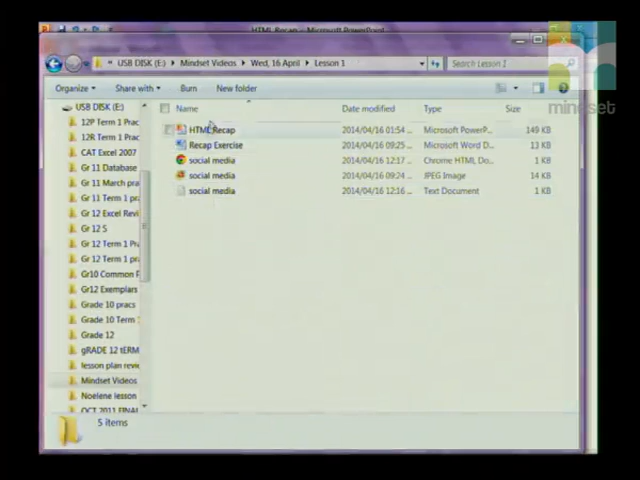 HTML Recap - Microsoft PowerPoint
USB DISK (E:) Mindset Videos Wed, 16 April Lesson 1
Search Lesson 1
Organize Share with Burn New folder
mindset
USB DISK (E:)
12P Term 1 Prac
12R Term 1 Prac
CAT Excel 2007
Gr 11 Classwork
Gr 11 March pra
Gr 11 Term 1 p
Gr 12 Excel Revi
Gr 12 S
Gr 12 Term 1 Pr
Gr 12 Term 1 pr
Gr10 Common P
Gr12 Exemplars
Grade 10 pracs
Grade 10 Term 1
Grade 12
gRADE 12 tERM
lesson plan revie
Mindset Videos
Noelene lesson
OCT 2011 FINAL
Name Date modified Type Size
HTML Recap 2014/04/16 01:54 ... Microsoft PowerP... 149 KB
Recap Exercise 2014/04/16 09:25 ... Microsoft Word D... 13 KB
social media 2014/04/16 12:17 ... Chrome HTML Do... 1 KB
social media 2014/04/16 09:24 ... JPEG Image 14 KB
social media 2014/04/16 12:16 ... Text Document 1 KB
5 items